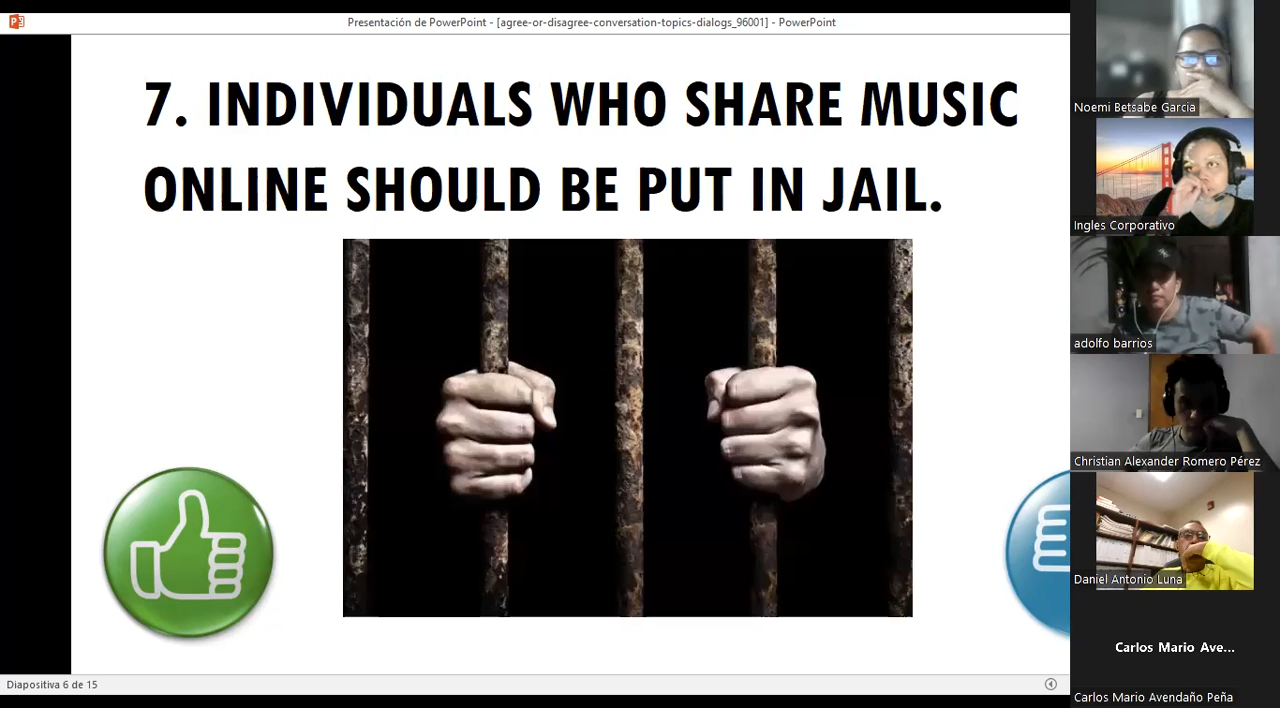 Presentación de PowerPoint - [agree-or-disagree-conversation-topics-dialogs_96001] - PowerPoint
7. INDIVIDUALS WHO SHARE MUSIC
ONLINE SHOULD BE PUT IN JAIL.
Diapositiva 6 de 15
Noemi Betsabe Garcia
Ingles Corporativo
adolfo barrios
Christian Alexander Romero Pérez
Daniel Antonio Luna
Carlos Mario Ave...
Carlos Mario Avendaño Peña